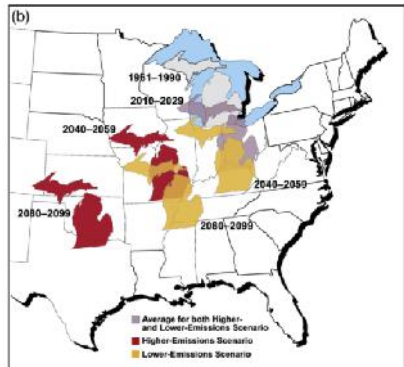 (b)
1961–1990
2010–2029
2040–2059
2040–2059
2080–2099
2080–2099
Average for both Higher-
and Lower-Emissions Scenario
Higher-Emissions Scenario
Lower-Emissions Scenario